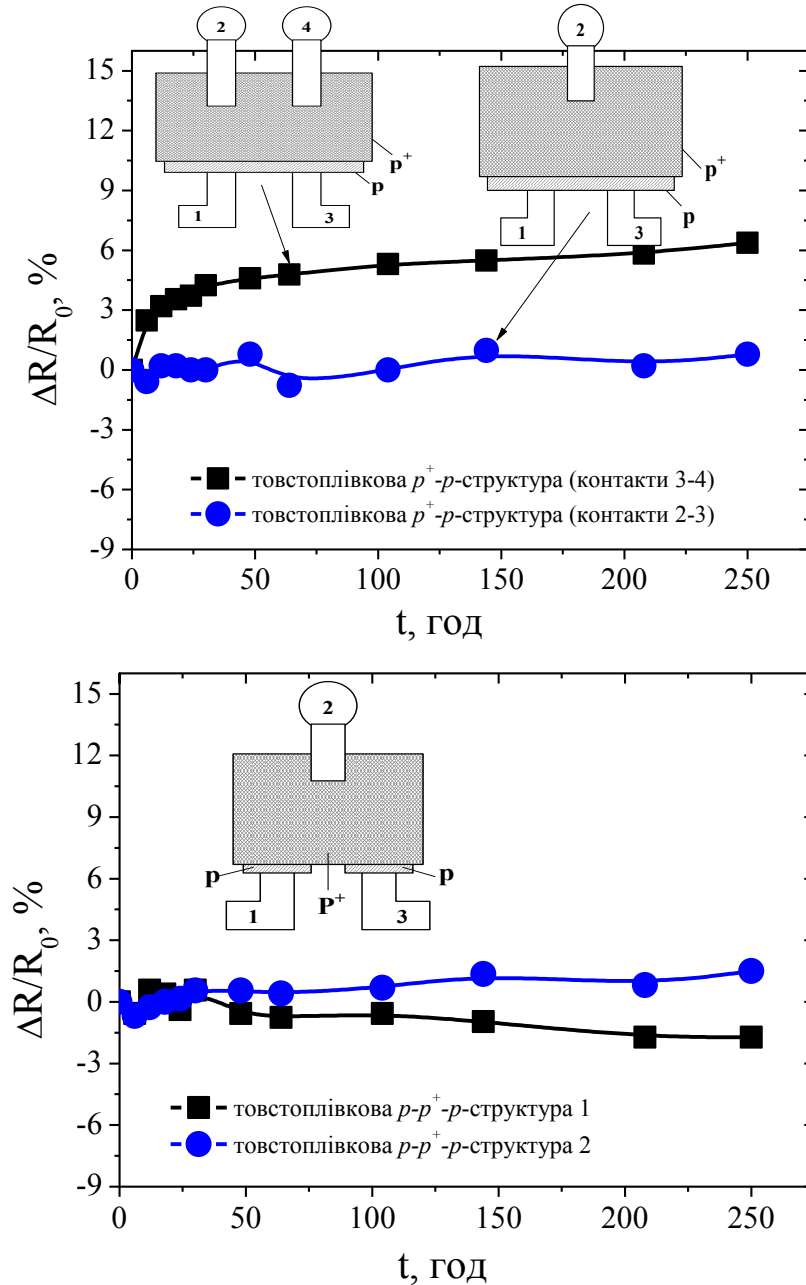 2 4 2
15
12
9
6
3
0
-3
-6
-9
ΔR/R₀, %
p⁺
p
1 3
p⁺
p
1 3
товстоплівкова p⁺-p-структура (контакти 3-4)
товстоплівкова p⁺-p-структура (контакти 2-3)
0 50 100 150 200 250
t, год
15
12
9
6
3
0
-3
-6
-9
ΔR/R₀, %
2
p P⁺ p
1 3
товстоплівкова p-p⁺-p-структура 1
товстоплівкова p-p⁺-p-структура 2
0 50 100 150 200 250
t, год